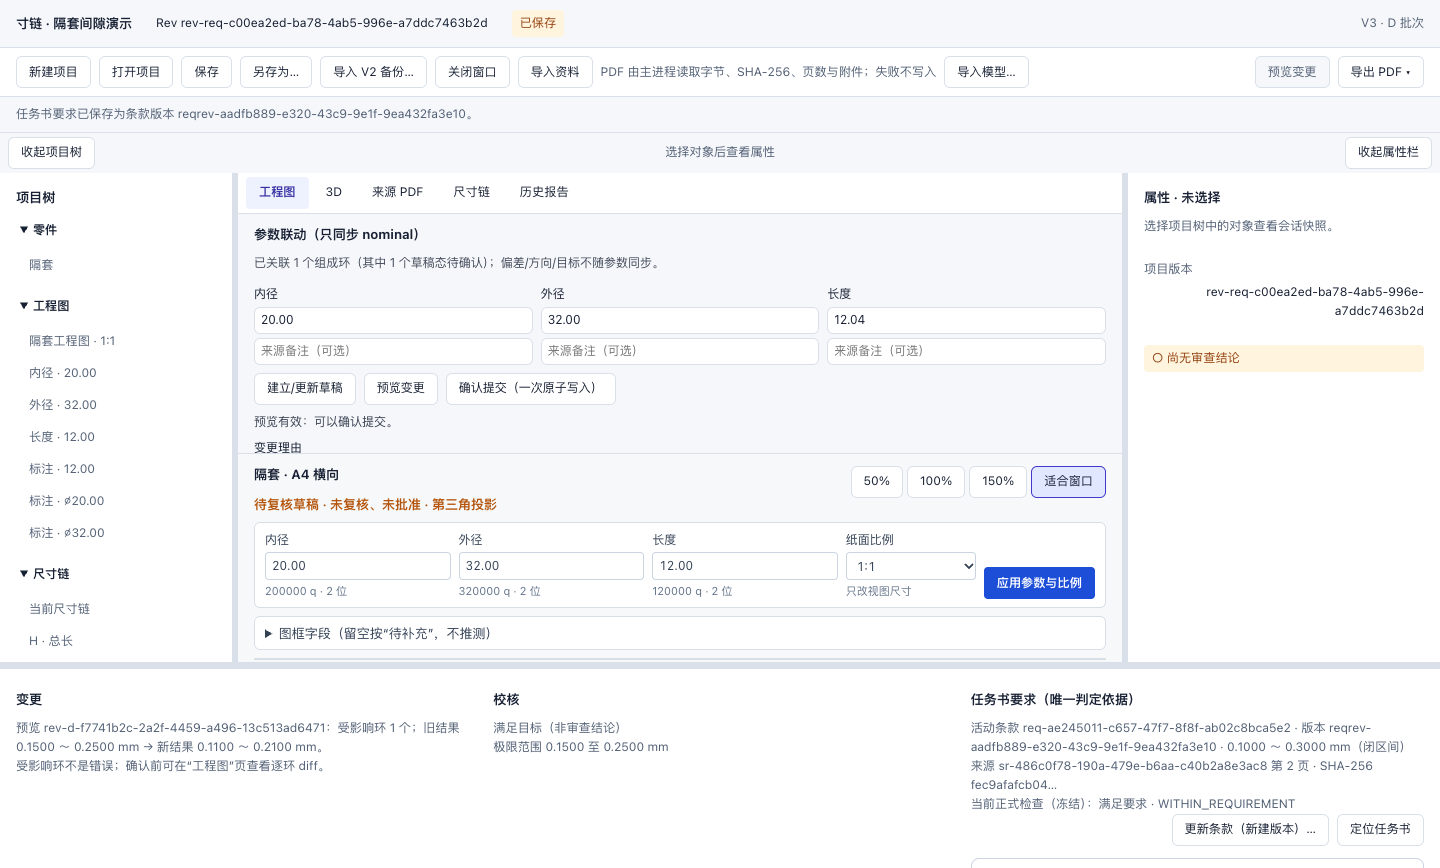 寸链 · 隔套间隙演示
Rev rev-req-c00ea2ed-ba78-4ab5-996e-a7ddc7463b2d
已保存
V3 · D 批次
新建项目
打开项目
保存
另存为...
导入 V2 备份...
关闭窗口
导入资料
PDF 由主进程读取字节、SHA-256、页数与附件；失败不写入
导入模型...
预览变更
导出 PDF ▾
任务书要求已保存为条款版本 reqrev-aadfb889-e320-43c9-9e1f-9ea432fa3e10。
收起项目树
选择对象后查看属性
收起属性栏
项目树
▼ 零件
隔套
▼ 工程图
隔套工程图 · 1:1
内径 · 20.00
外径 · 32.00
长度 · 12.00
标注 · 12.00
标注 · ⌀20.00
标注 · ⌀32.00
▼ 尺寸链
当前尺寸链
H · 总长
工程图
3D
来源 PDF
尺寸链
历史报告
参数联动（只同步 nominal）
已关联 1 个组成环（其中 1 个草稿态待确认）；偏差/方向/目标不随参数同步。
内径
外径
长度
20.00
32.00
12.04
来源备注（可选）
来源备注（可选）
来源备注（可选）
建立/更新草稿
预览变更
确认提交（一次原子写入）
预览有效：可以确认提交。
变更理由
隔套 · A4 横向
50%
100%
150%
适合窗口
待复核草稿 · 未复核、未批准 · 第三角投影
内径
外径
长度
纸面比例
20.00
32.00
12.00
1:1
应用参数与比例
200000 q · 2 位
320000 q · 2 位
120000 q · 2 位
只改视图尺寸
▶ 图框字段（留空按“待补充”，不推测）
属性 · 未选择
选择项目树中的对象查看会话快照。
项目版本
rev-req-c00ea2ed-ba78-4ab5-996e-
a7ddc7463b2d
○ 尚无审查结论
变更
预览 rev-d-f7741b2c-2a2f-4459-a496-13c513ad6471：受影响环 1 个；旧结果
0.1500 ～ 0.2500 mm → 新结果 0.1100 ～ 0.2100 mm。
受影响环不是错误；确认前可在“工程图”页查看逐环 diff。
校核
满足目标（非审查结论）
极限范围 0.1500 至 0.2500 mm
任务书要求（唯一判定依据）
活动条款 req-ae245011-c657-47f7-8f8f-ab02c8bca5e2 · 版本 reqrev-
aadfb889-e320-43c9-9e1f-9ea432fa3e10 · 0.1000 ～ 0.3000 mm（闭区间）
来源 sr-486c0f78-190a-479e-b6aa-c40b2a8e3ac8 第 2 页 · SHA-256
fec9afafcb04...
当前正式检查（冻结）：满足要求 · WITHIN_REQUIREMENT
更新条款（新建版本）...
定位任务书